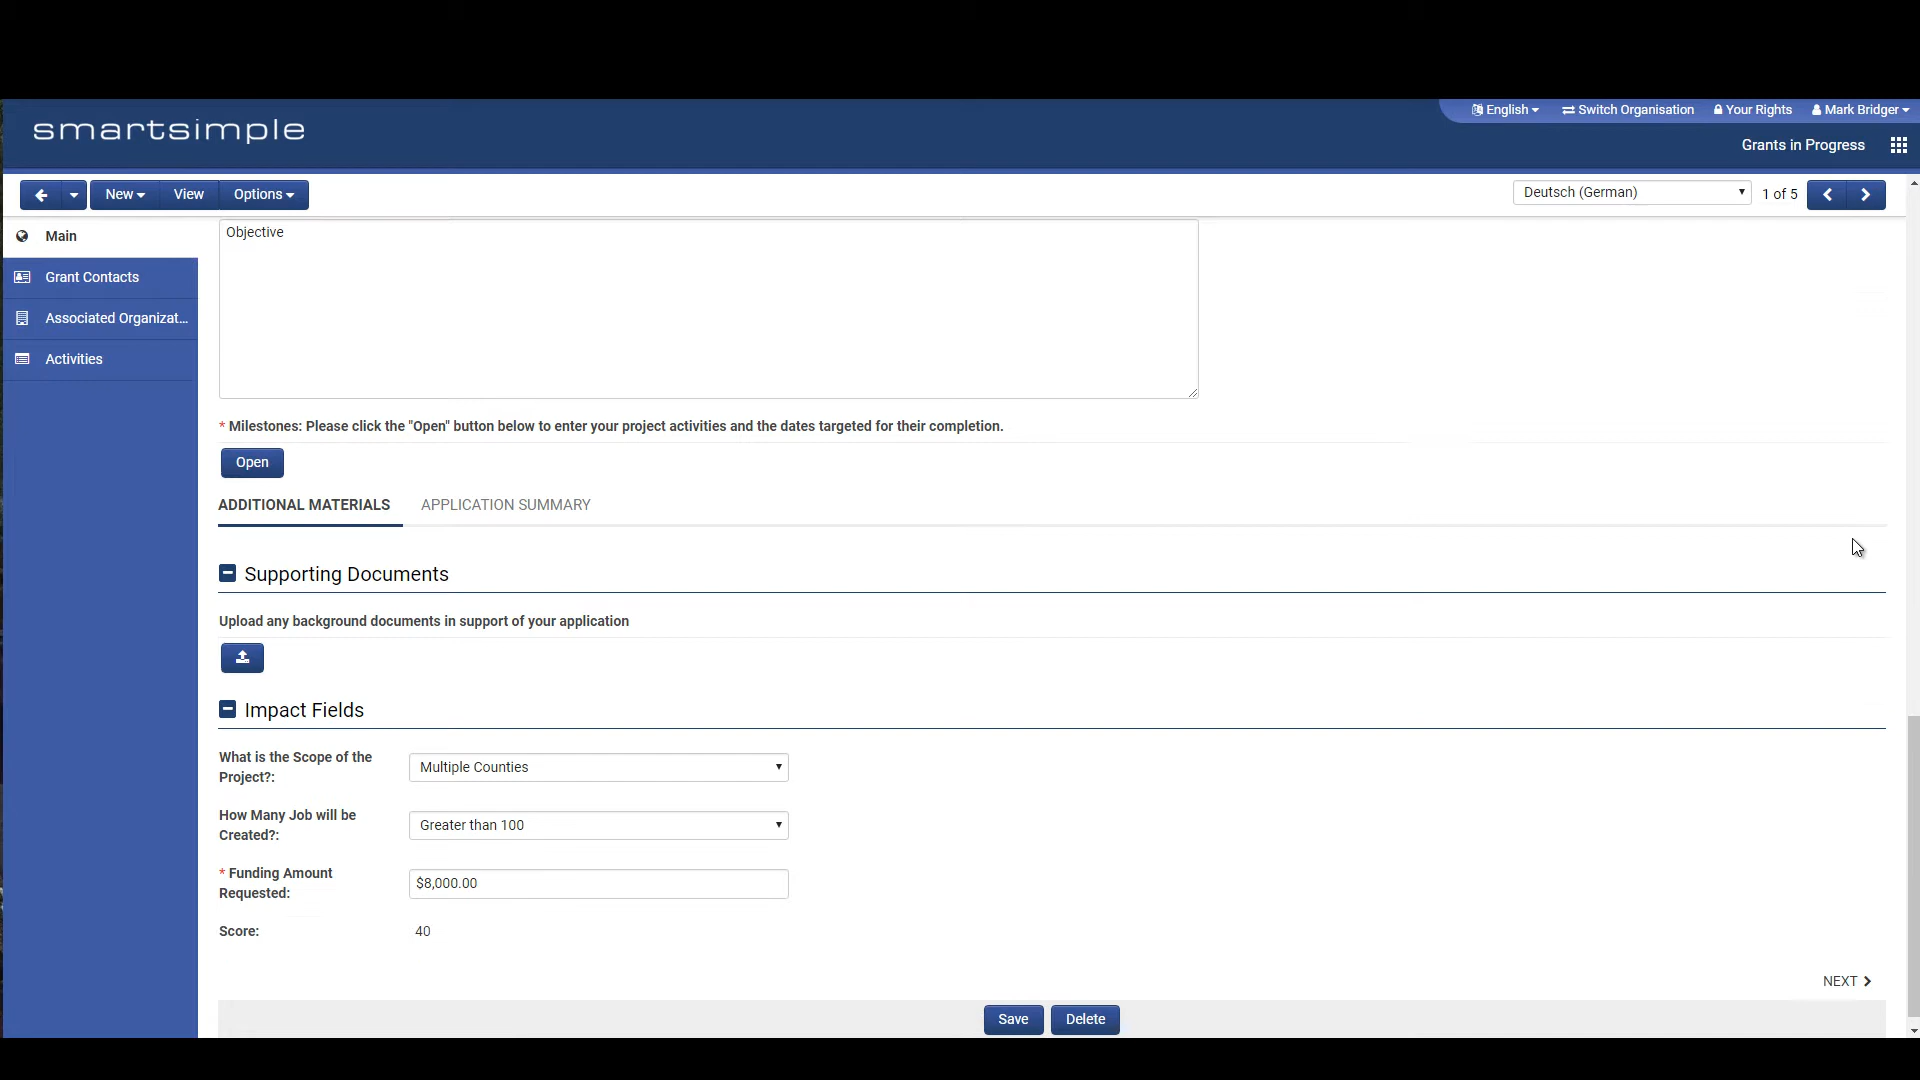 English
Switch Organisation
Your Rights
Mark Bridger
smartsimple
Grants in Progress
New
View
Options
Deutsch (German)
1 of 5
Main
Grant Contacts
Associated Organizat...
Activities
Objective
* Milestones: Please click the "Open" button below to enter your project activities and the dates targeted for their completion.
Open
ADDITIONAL MATERIALS
APPLICATION SUMMARY
Supporting Documents
Upload any background documents in support of your application
Impact Fields
What is the Scope of the
Project?:
Multiple Counties
How Many Job will be
Created?:
Greater than 100
* Funding Amount
Requested:
$8,000.00
Score:
40
NEXT
Save
Delete